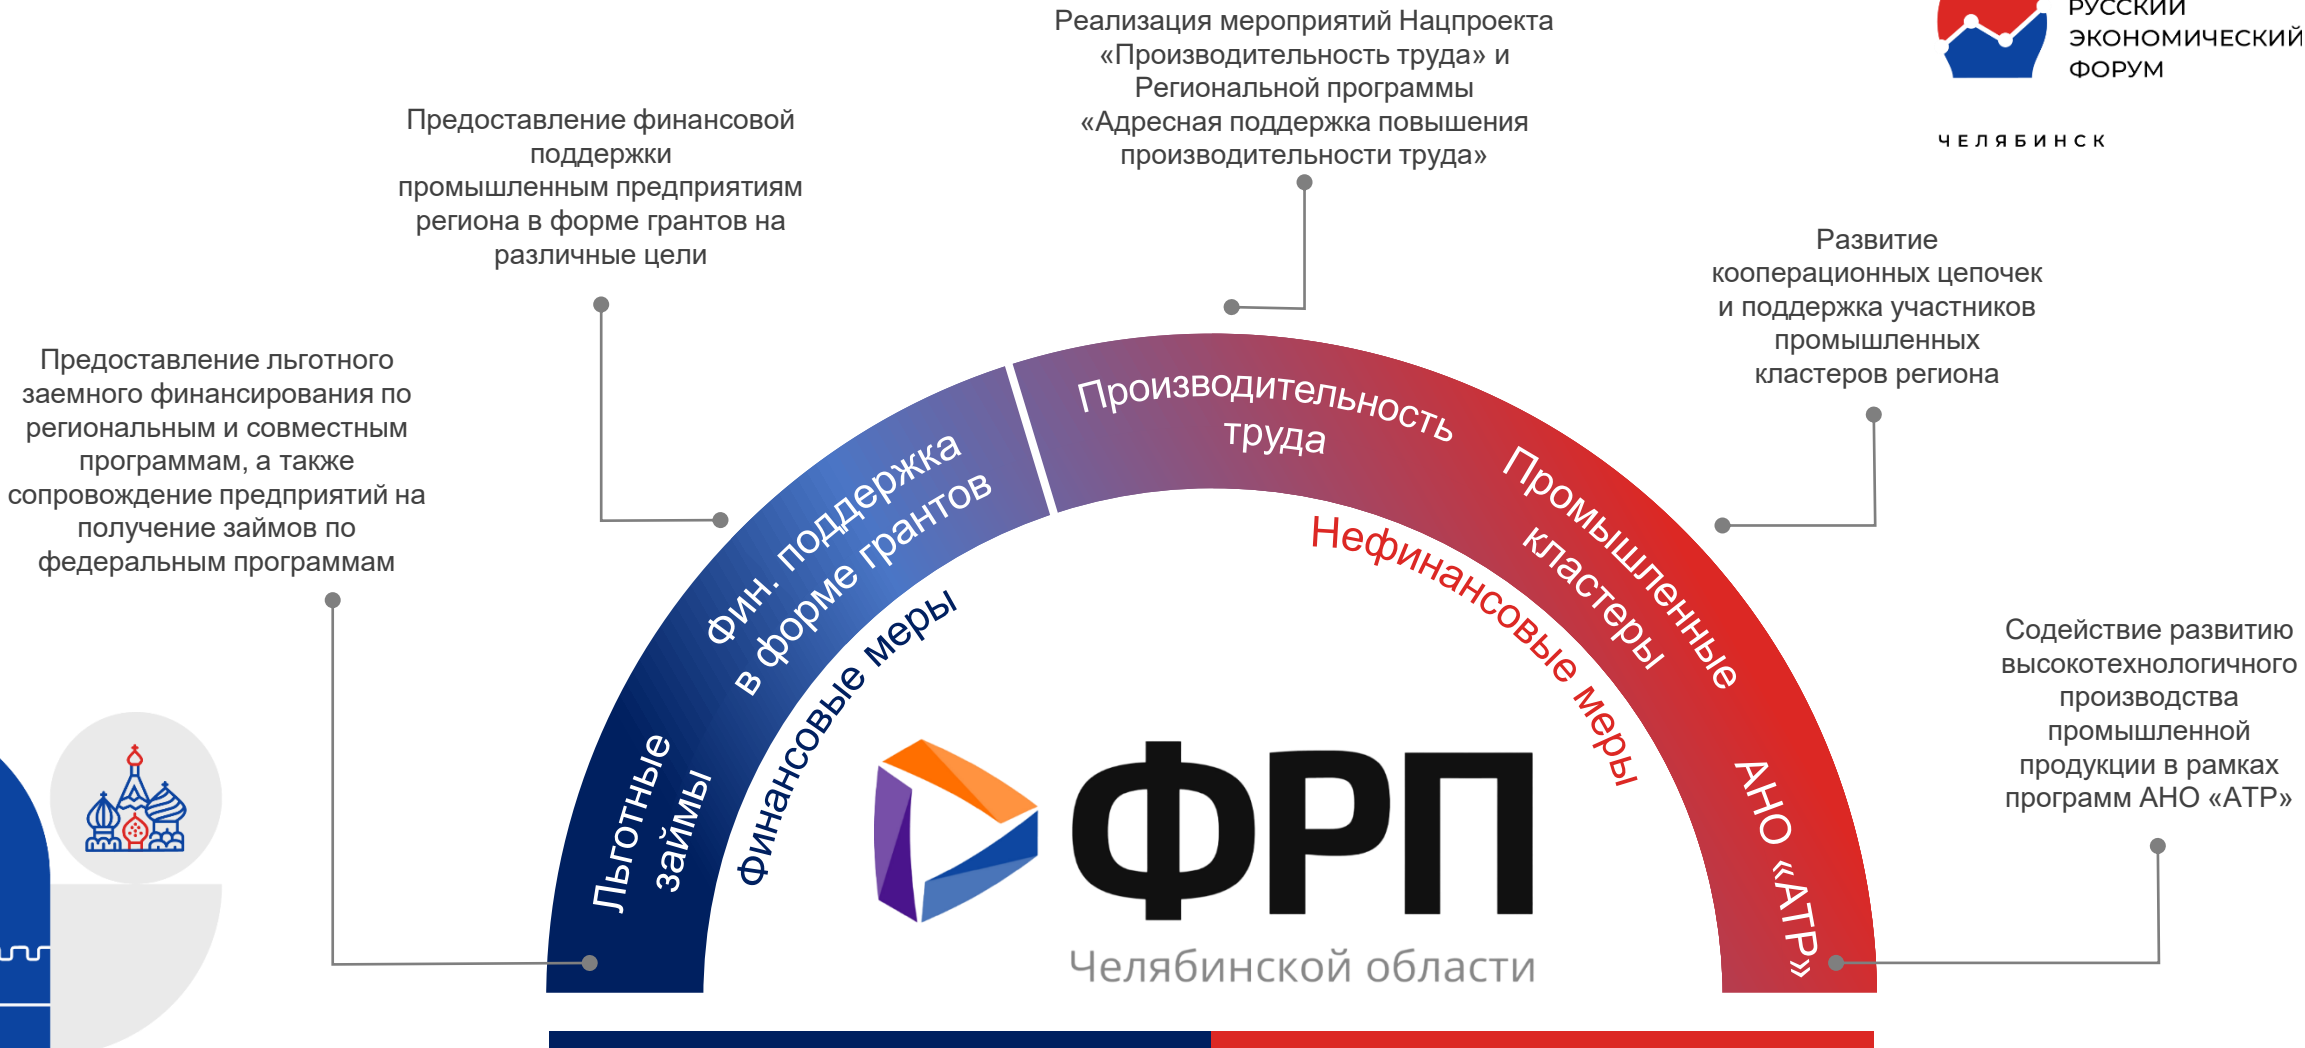 Реализация мероприятий Нацпроекта
«Производительность труда» и
Региональной программы
«Адресная поддержка повышения
производительности труда»
РУССКИЙ
ЭКОНОМИЧЕСКИЙ
ФОРУМ
ЧЕЛЯБИНСК
Предоставление финансовой
поддержки
промышленным предприятиям
региона в форме грантов на
различные цели
Развитие
кооперационных цепочек
и поддержка участников
промышленных
кластеров региона
Предоставление льготного
заемного финансирования по
региональным и совместным
программам, а также
сопровождение предприятий на
получение займов по
федеральным программам
Содействие развитию
высокотехнологичного
производства
промышленной
продукции в рамках
программ АНО «АТР»
Льготные
займы
Фин. поддержка
в форме грантов
Производительность
труда
Промышленные
кластеры
АНО «АТР»
Финансовые меры
Нефинансовые меры
ФРП
Челябинской области